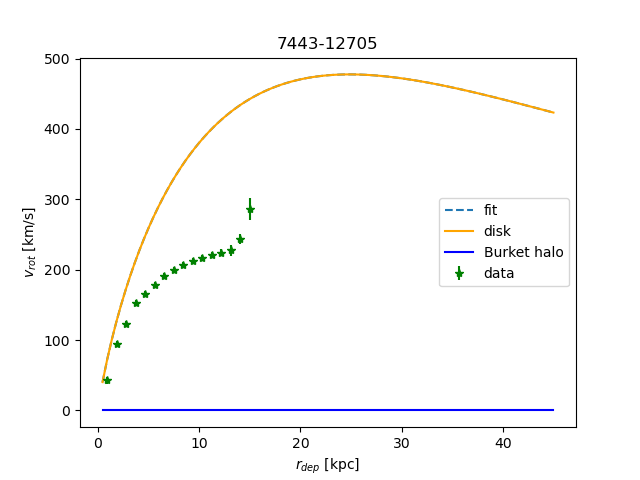 7443-12705
500
400
300
200
100
0
v_rot [km/s]
fit
disk
Burket halo
data
0 10 20 30 40
r_dep [kpc]